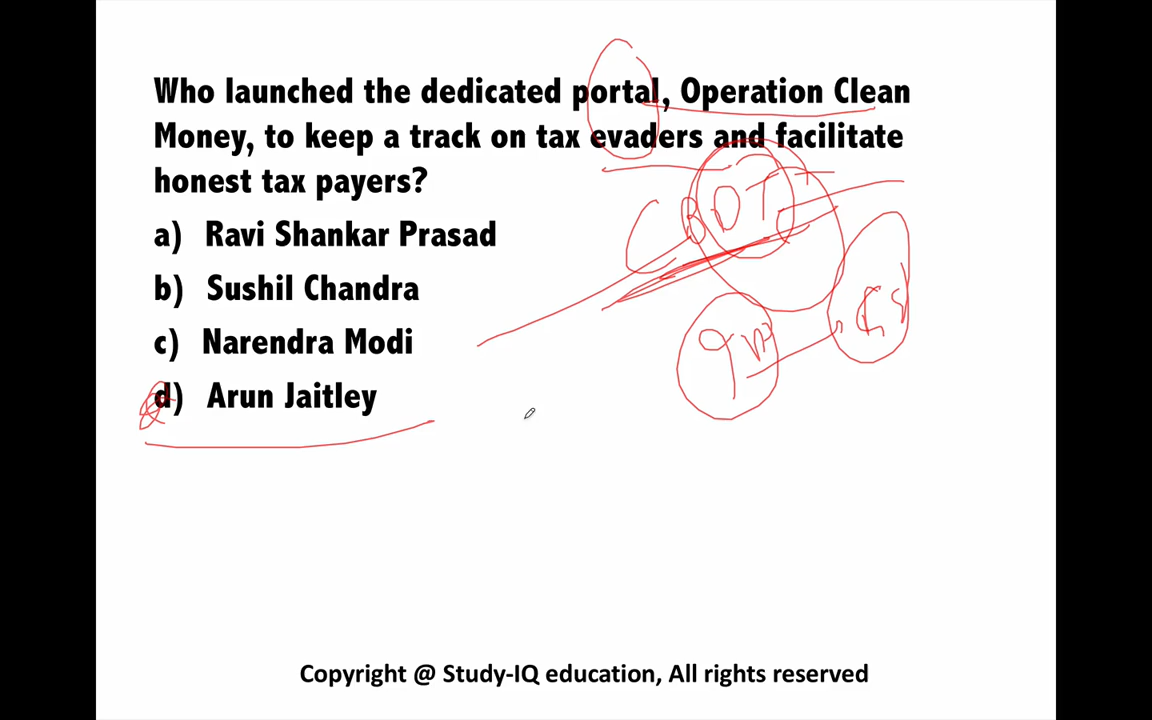 Who launched the dedicated portal, Operation Clean
Money, to keep a track on tax evaders and facilitate
honest tax payers?
a) Ravi Shankar Prasad
b) Sushil Chandra
c) Narendra Modi
d) Arun Jaitley
CBDT
Copyright @ Study-IQ education, All rights reserved